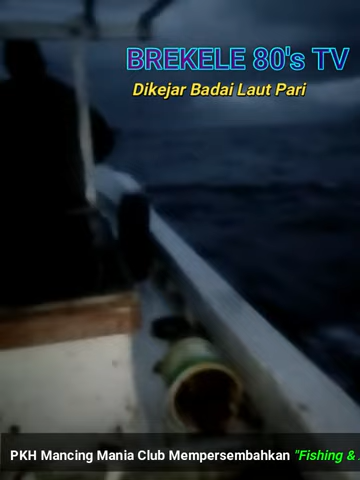 BREKELE 80's TV
Dikejar Badai Laut Pari
PKH Mancing Mania Club Mempersembahkan "Fishing &